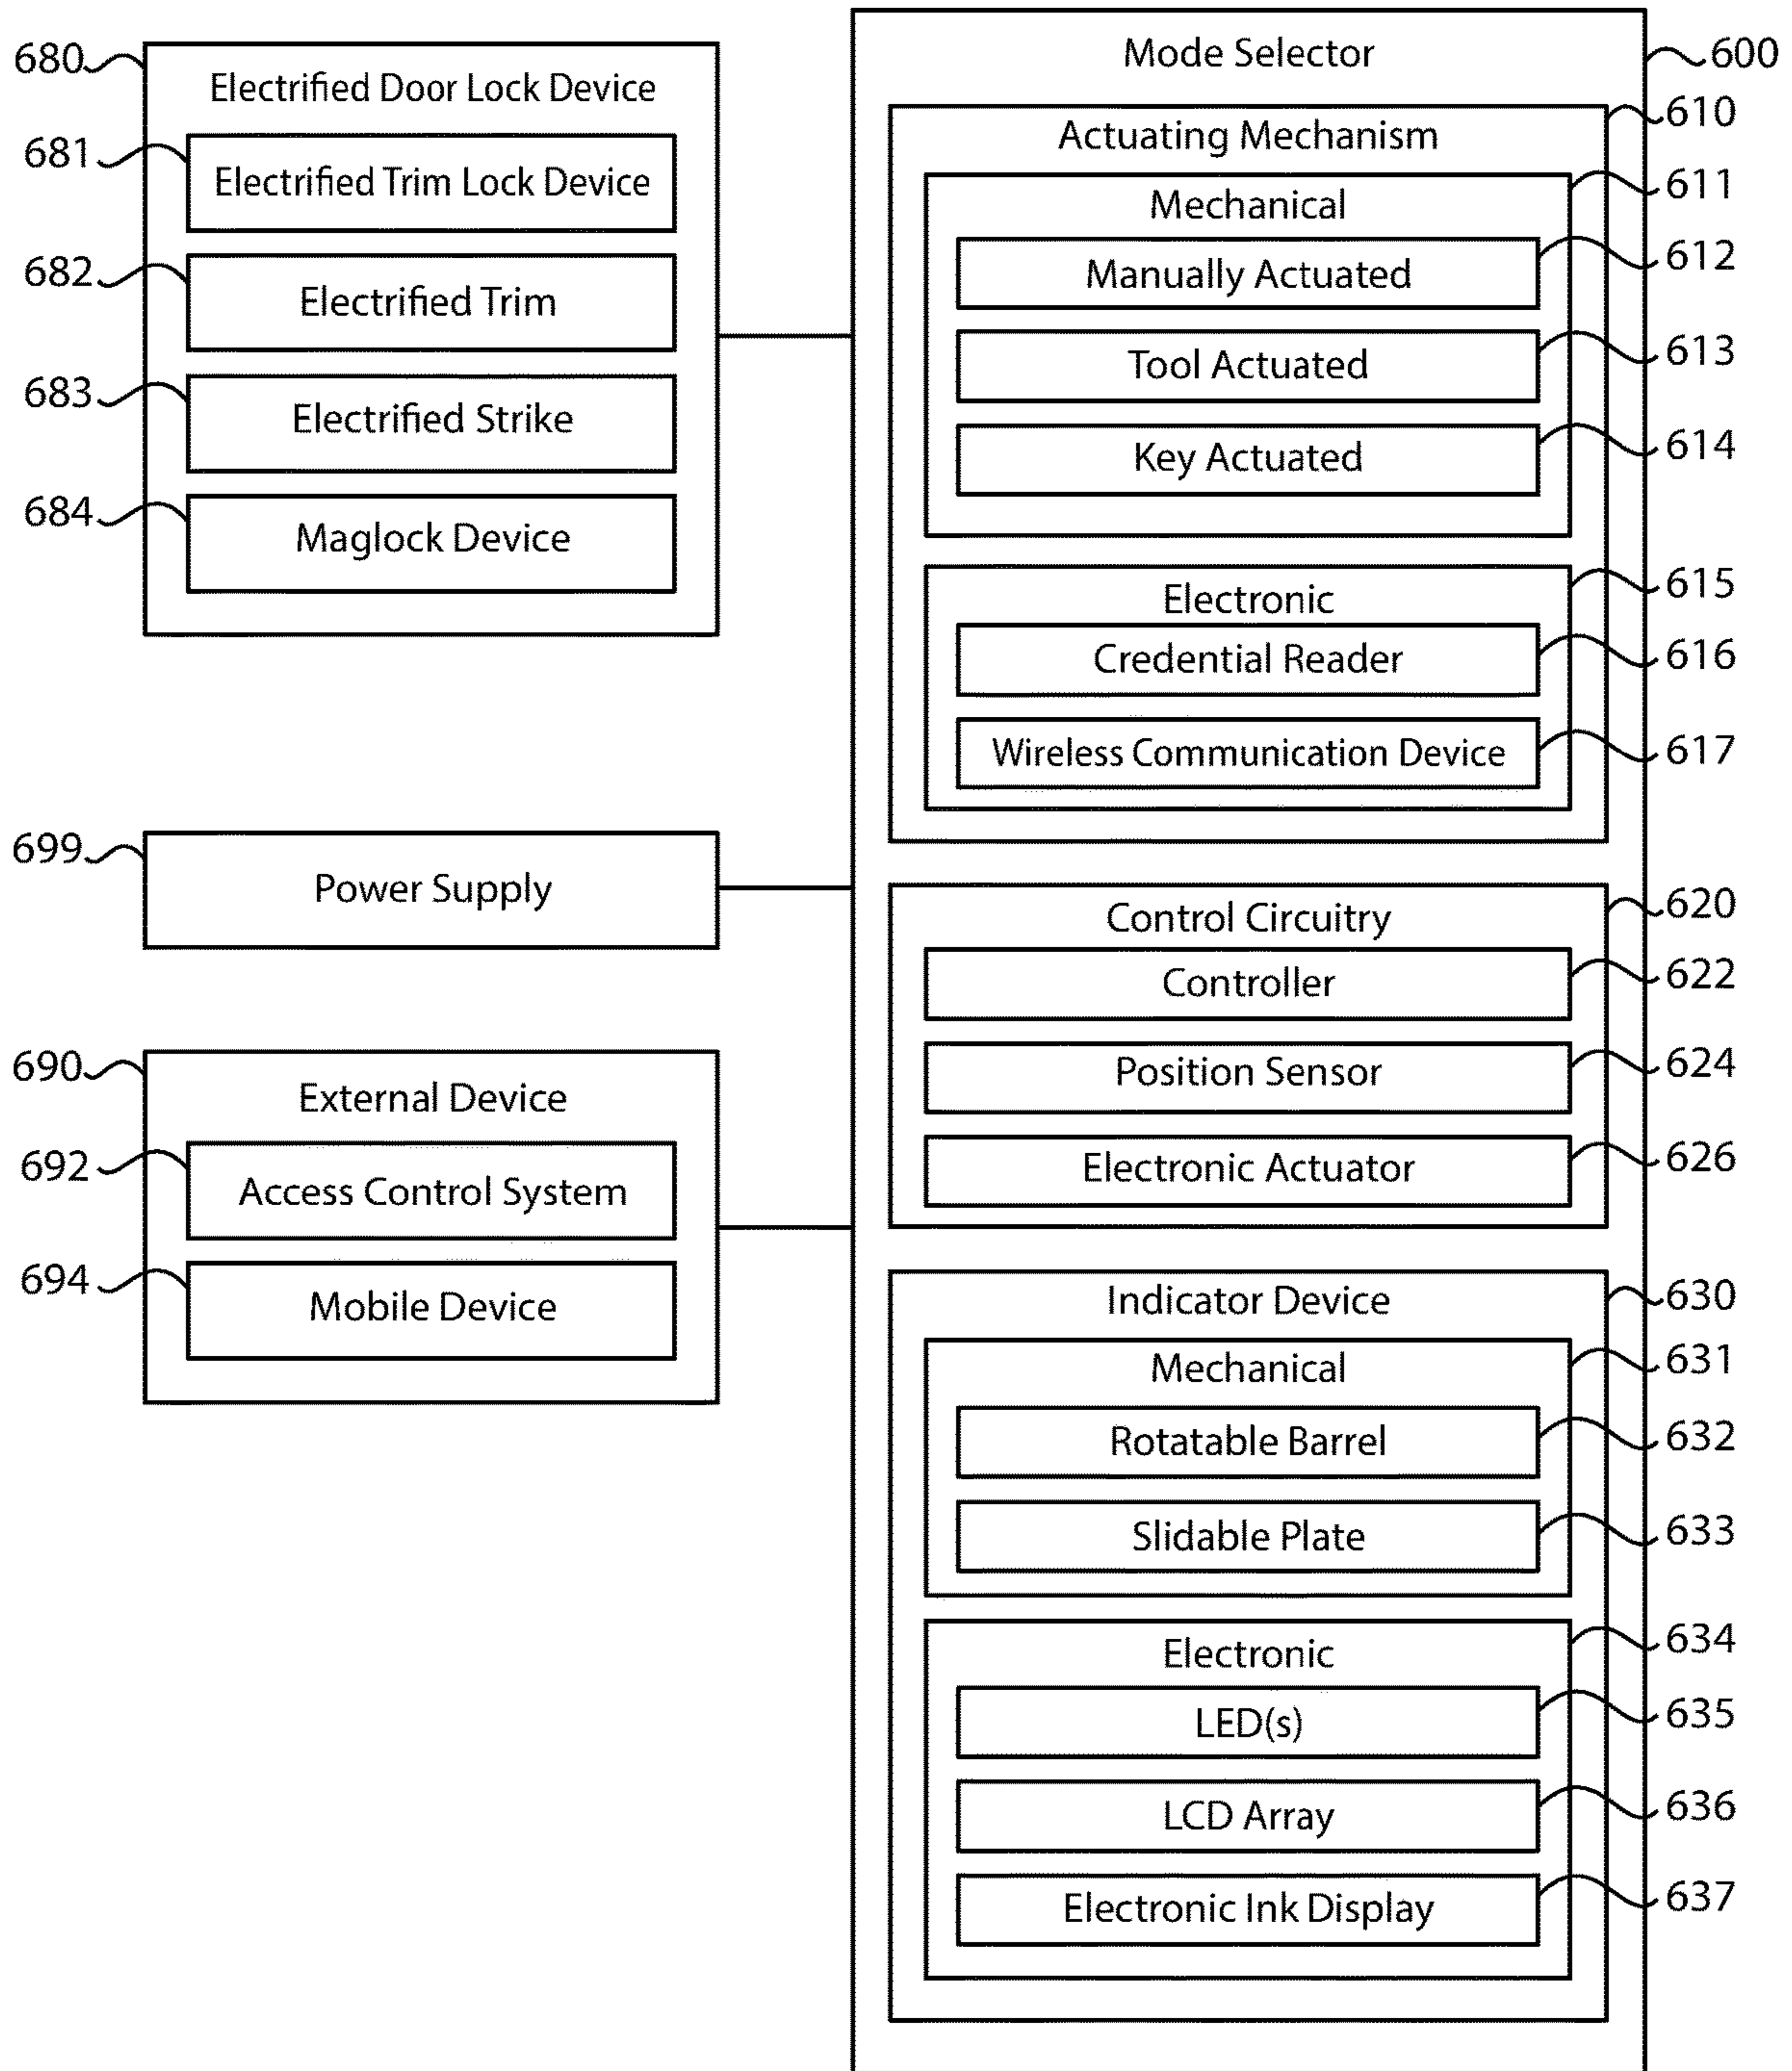 680
Electrified Door Lock Device
681
Electrified Trim Lock Device
682
Electrified Trim
683
Electrified Strike
684
Maglock Device
699
Power Supply
690
External Device
692
Access Control System
694
Mobile Device
Mode Selector
600
Actuating Mechanism
610
Mechanical
611
Manually Actuated
612
Tool Actuated
613
Key Actuated
614
Electronic
615
Credential Reader
616
Wireless Communication Device
617
Control Circuitry
620
Controller
622
Position Sensor
624
Electronic Actuator
626
Indicator Device
630
Mechanical
631
Rotatable Barrel
632
Slidable Plate
633
Electronic
634
LED(s)
635
LCD Array
636
Electronic Ink Display
637